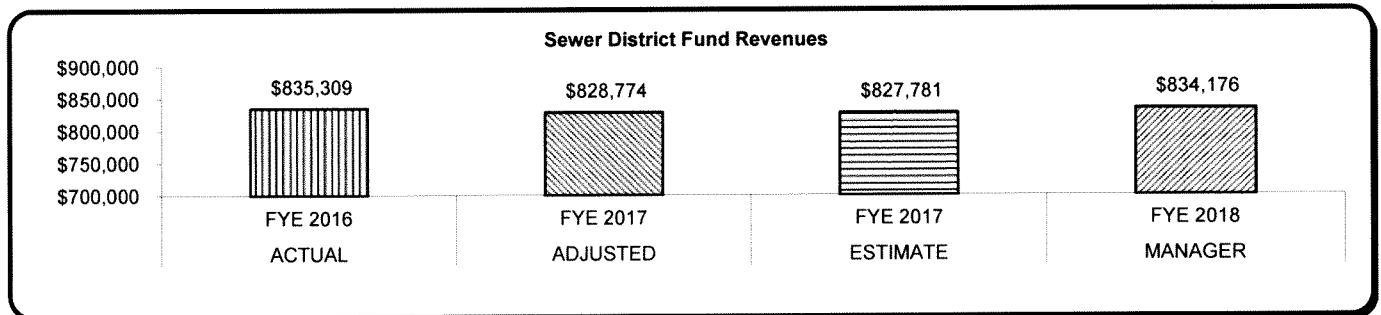 Sewer District Fund Revenues
$900,000
$850,000
$800,000
$750,000
$700,000
$835,309
$828,774
$827,781
$834,176
FYE 2016
FYE 2017
FYE 2017
FYE 2018
ACTUAL
ADJUSTED
ESTIMATE
MANAGER